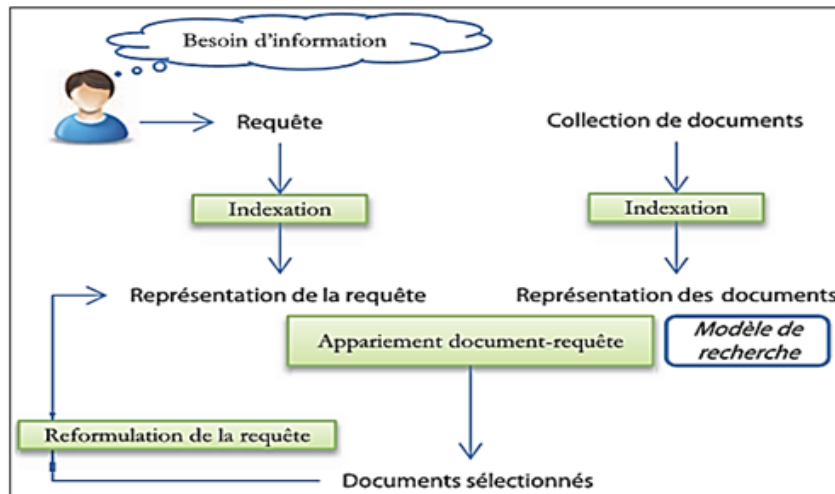 Besoin d'information
Requête
Collection de documents
Indexation
Indexation
Représentation de la requête
Représentation des documents
Appariement document-requête
Modèle de
recherche
Reformulation de la requête
Documents sélectionnés